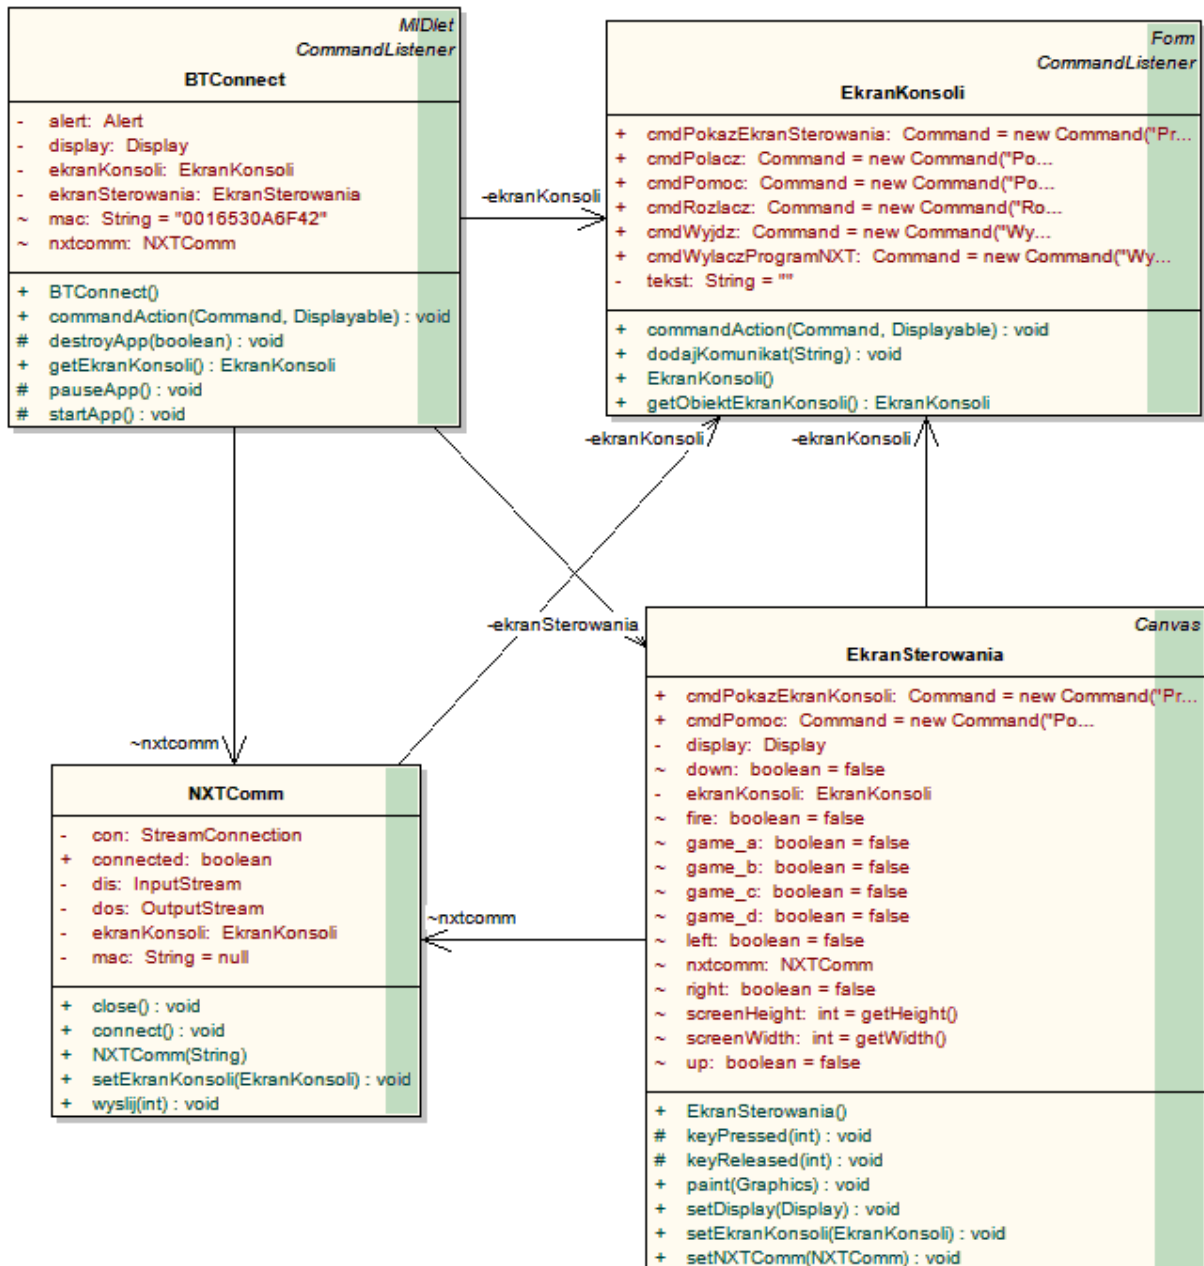 MIDlet
CommandListener
BTConnect
- alert: Alert
- display: Display
- ekranKonsoli: EkranKonsoli
- ekranSterowania: EkranSterowania
~ mac: String = "0016530A6F42"
~ nxtcomm: NXTComm
+ BTConnect()
+ commandAction(Command, Displayable) : void
# destroyApp(boolean) : void
+ getEkranKonsoli() : EkranKonsoli
# pauseApp() : void
# startApp() : void
-ekranKonsoli
Form
CommandListener
EkranKonsoli
+ cmdPokazEkranSterowania: Command = new Command("Pr...
+ cmdPolacz: Command = new Command("Po...
+ cmdPomoc: Command = new Command("Po...
+ cmdRozlacz: Command = new Command("Ro...
+ cmdWyjdz: Command = new Command("Wy...
+ cmdWylaczProgramNXT: Command = new Command("Wy...
- tekst: String = ""
+ commandAction(Command, Displayable) : void
+ dodajKomunikat(String) : void
+ EkranKonsoli()
+ getObiektEkranKonsoli() : EkranKonsoli
-ekranKonsoli
-ekranKonsoli
-ekranSterowania
~nxtcomm
NXTComm
- con: StreamConnection
+ connected: boolean
- dis: InputStream
- dos: OutputStream
- ekranKonsoli: EkranKonsoli
- mac: String = null
+ close() : void
+ connect() : void
+ NXTComm(String)
+ setEkranKonsoli(EkranKonsoli) : void
+ wyslij(int) : void
~nxtcomm
Canvas
EkranSterowania
+ cmdPokazEkranKonsoli: Command = new Command("Pr...
+ cmdPomoc: Command = new Command("Po...
- display: Display
~ down: boolean = false
- ekranKonsoli: EkranKonsoli
~ fire: boolean = false
~ game_a: boolean = false
~ game_b: boolean = false
~ game_c: boolean = false
~ game_d: boolean = false
~ left: boolean = false
~ nxtcomm: NXTComm
~ right: boolean = false
~ screenHeight: int = getHeight()
~ screenWidth: int = getWidth()
~ up: boolean = false
+ EkranSterowania()
# keyPressed(int) : void
# keyReleased(int) : void
+ paint(Graphics) : void
+ setDisplay(Display) : void
+ setEkranKonsoli(EkranKonsoli) : void
+ setNXTComm(NXTComm) : void